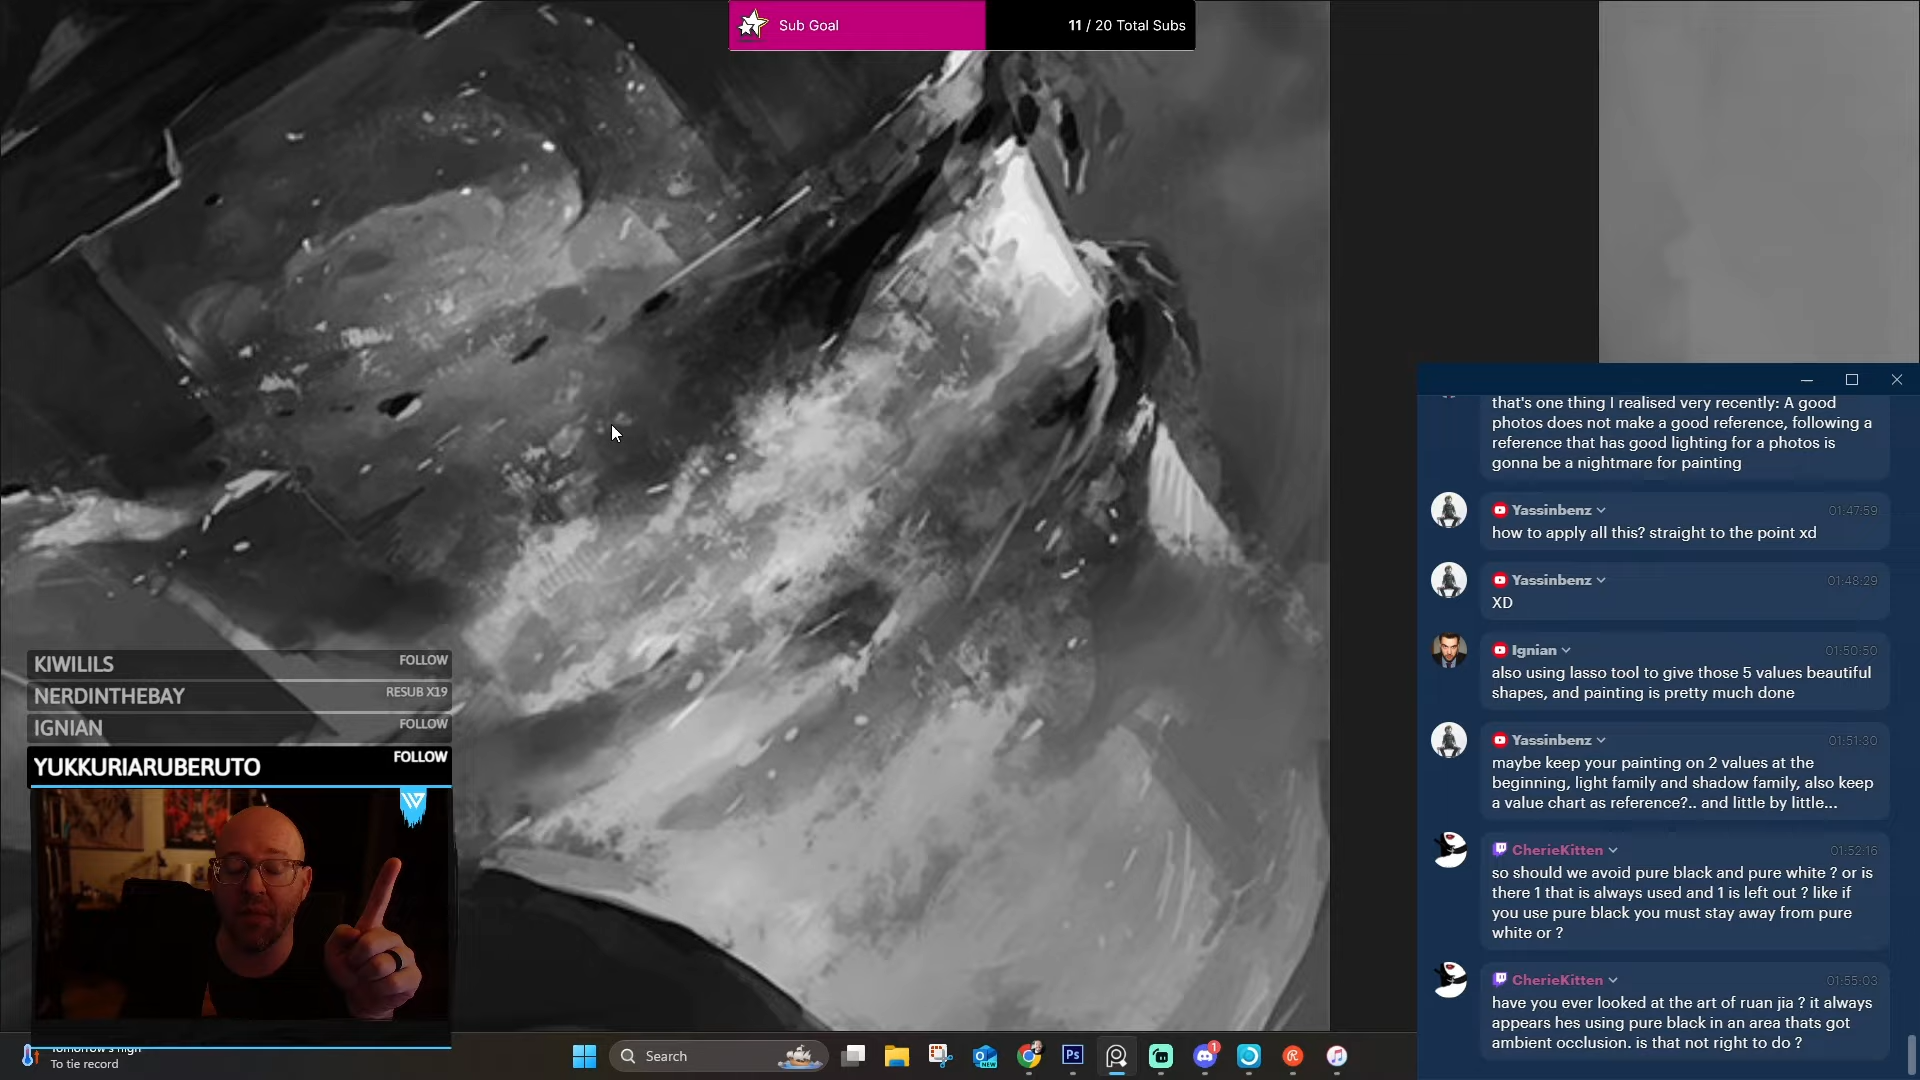 Sub Goal
11 / 20 Total Subs
KIWILILS
FOLLOW
NERDINTHEBAY
RESUB X19
IGNIAN
FOLLOW
YUKKURIARUBERUTO
FOLLOW
that's one thing I realised very recently: A good
photos does not make a good reference, following a
reference that has good lighting for a photos is
gonna be a nightmare for painting
Yassinbenz
01:47:59
how to apply all this? straight to the point xd
Yassinbenz
01:48:29
XD
Ignian
01:50:50
also using lasso tool to give those 5 values beautiful
shapes, and painting is pretty much done
Yassinbenz
01:51:30
maybe keep your painting on 2 values at the
beginning, light family and shadow family, also keep
a value chart as reference?.. and little by little...
CherieKitten
01:52:16
so should we avoid pure black and pure white ? or is
there 1 that is always used and 1 is left out ? like if
you use pure black you must stay away from pure
white or ?
CherieKitten
01:55:03
have you ever looked at the art of ruan jia ? it always
appears hes using pure black in an area thats got
ambient occlusion. is that not right to do ?
Tomorrow's high
To tie record
Search
NEW
Ps
1